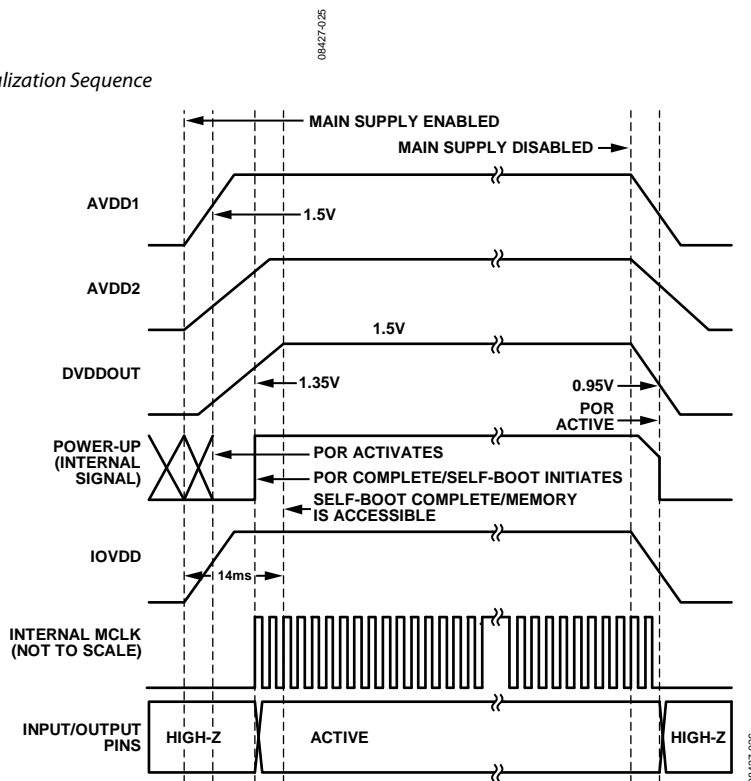 08427-025
alization Sequence
MAIN SUPPLY ENABLED
MAIN SUPPLY DISABLED
AVDD1
1.5V
AVDD2
1.5V
DVDDOUT
1.35V
0.95V
POR
ACTIVE
POWER-UP
(INTERNAL
SIGNAL)
POR ACTIVATES
POR COMPLETE/SELF-BOOT INITIATES
SELF-BOOT COMPLETE/MEMORY
IS ACCESSIBLE
IOVDD
14ms
INTERNAL MCLK
(NOT TO SCALE)
INPUT/OUTPUT
PINS
HIGH-Z
ACTIVE
HIGH-Z